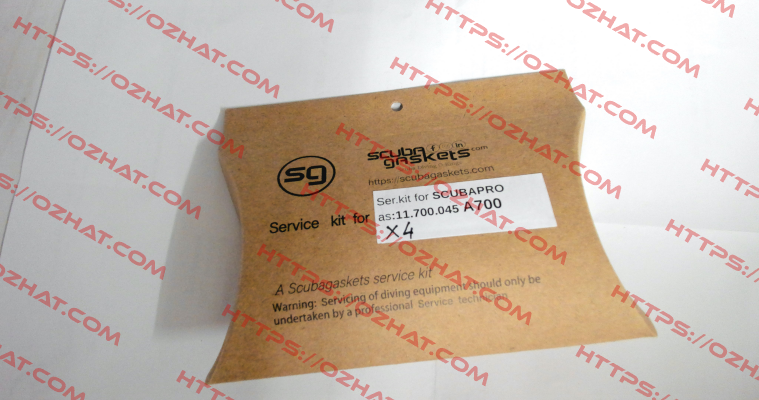 sg
scuba
gaskets.com
https://scubagaskets.com
Service kit for
Ser.kit for SCUBAPRO
as:11.700.045 A700
X4
A Scubagaskets service kit
Warning: Servicing of diving equipment should only be
undertaken by a professional Service technician
HTTPS://OZHAT.COM